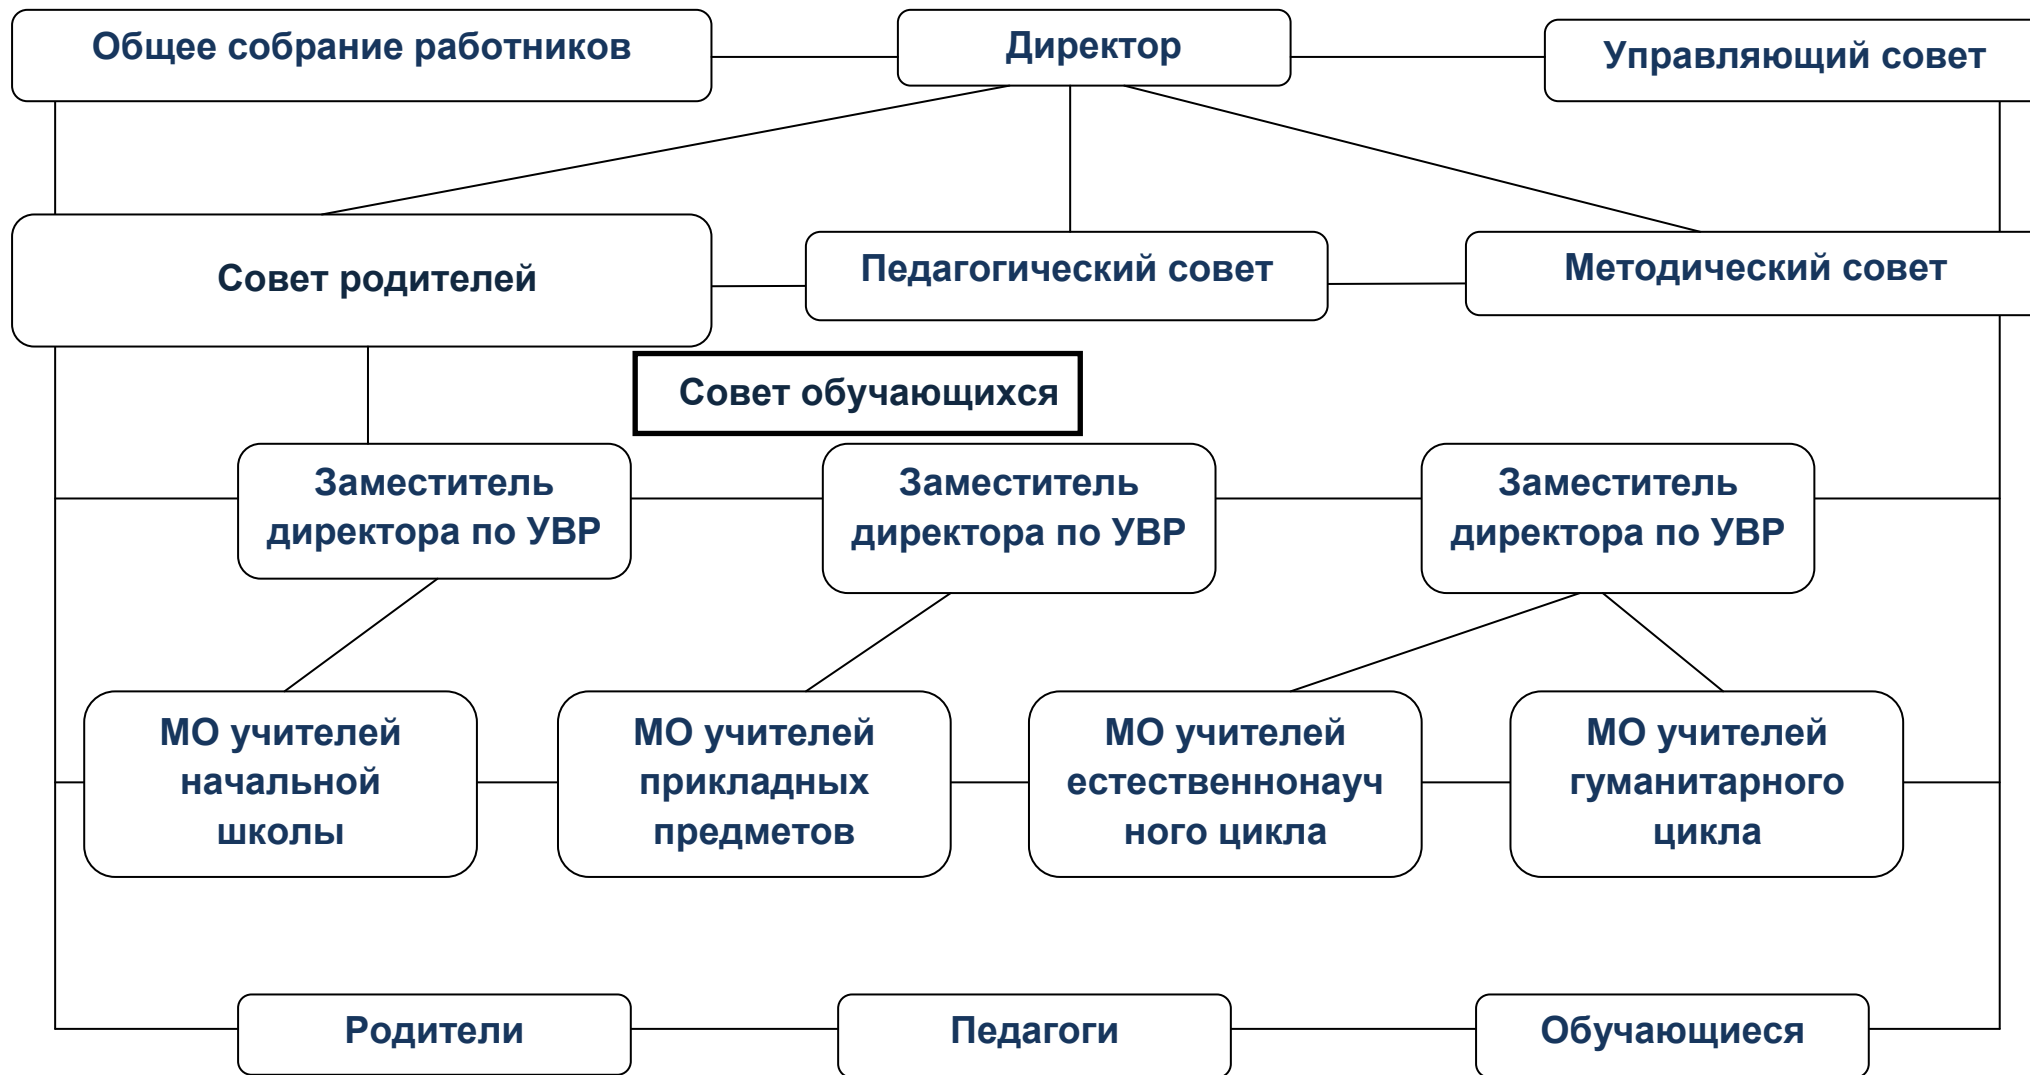 Общее собрание работников
Директор
Управляющий совет
Совет родителей
Педагогический совет
Методический совет
Совет обучающихся
Заместитель
директора по УВР
Заместитель
директора по УВР
Заместитель
директора по УВР
МО учителей
начальной
школы
МО учителей
прикладных
предметов
МО учителей
естественнонауч
ного цикла
МО учителей
гуманитарного
цикла
Родители
Педагоги
Обучающиеся